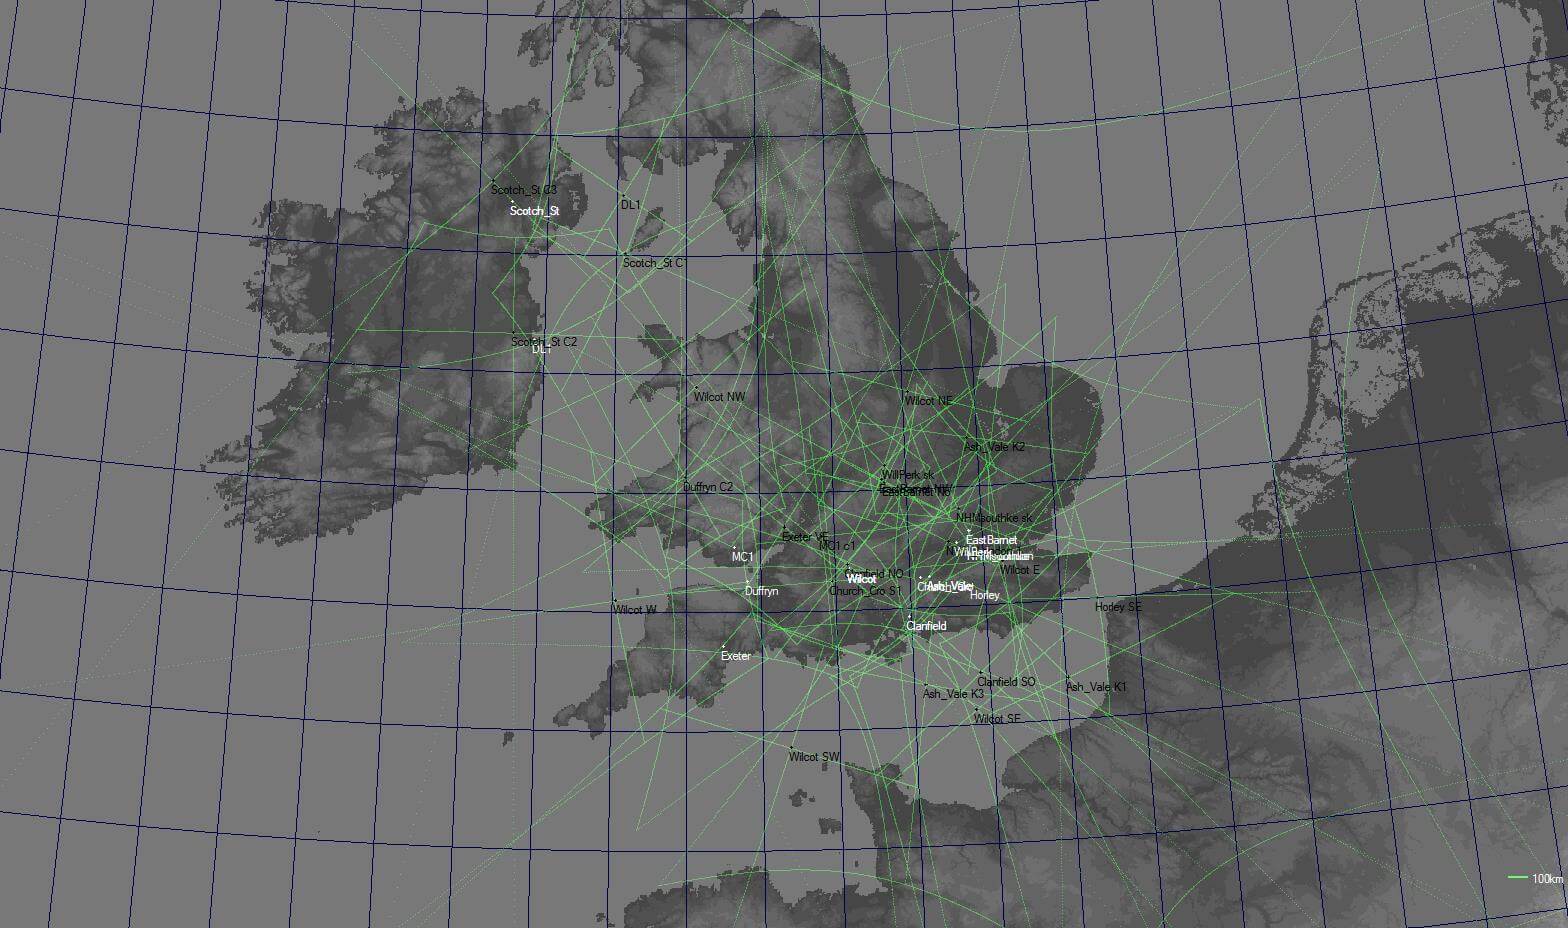 Scotch_St C3
DL1
Scotch_St
Scotch_St C
Scotch_St C2
DL1
Wilcot NW
Wilcot NE
Ash_Vale K2
WillPerk sk
Duffryn C2
EastBarnet No
NHMsouthke sk
Exeter VE
MC1 c1
EastBarnet
MC1
WillPerk
Wilcot E
Clanfield NO
Wilcot
Church_Cro S1
Duffryn
Ash_Vale
Horley
Wilcot W
Horley SE
Clanfield
Exeter
Clanfield SO
Ash_Vale K3
Ash_Vale K1
Wilcot SE
Wilcot SW
100km